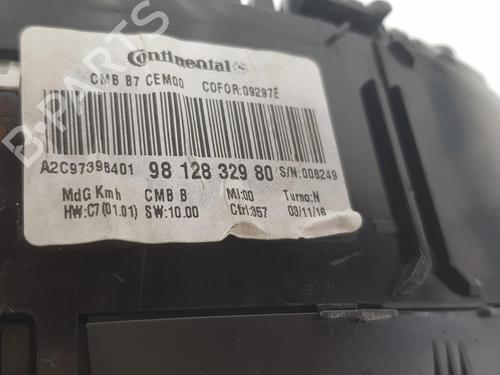 Continental
CMB B7 CEM00 COFOR:09297E
A2C97398401 98 128 329 80 S/N:006249
MdG Kmh CMB B MI:00 Turno:N
HW:C7(01.01) SW:10.00 Ctrl:357 03/11/16
B-PARTS